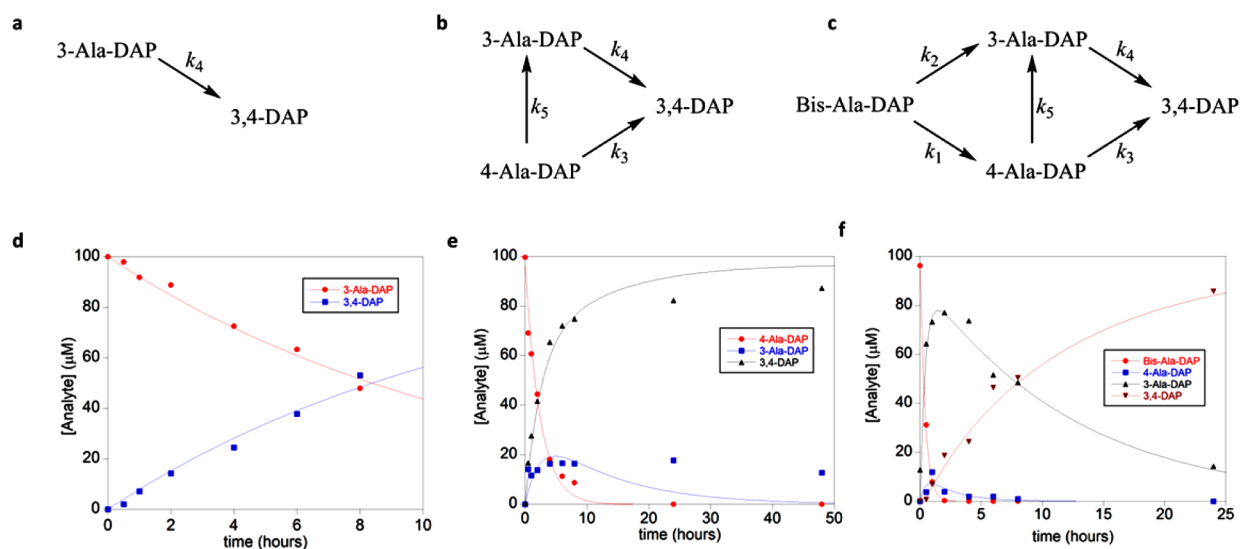 a
3-Ala-DAP
k4
3,4-DAP
b
3-Ala-DAP
k4
k5
3,4-DAP
k3
4-Ala-DAP
c
3-Ala-DAP
k2
k4
Bis-Ala-DAP
k5
3,4-DAP
k1
k3
4-Ala-DAP
d
[Analyte] (µM)
100
80
60
40
20
0
3-Ala-DAP
3,4-DAP
0 2 4 6 8 10
time (hours)
e
[Analyte] (µM)
100
80
60
40
20
0
4-Ala-DAP
3-Ala-DAP
3,4-DAP
0 10 20 30 40 50
time (hours)
f
[Analyte] (µM)
100
80
60
40
20
0
Bis-Ala-DAP
4-Ala-DAP
3-Ala-DAP
3,4-DAP
0 5 10 15 20 25
time (hours)